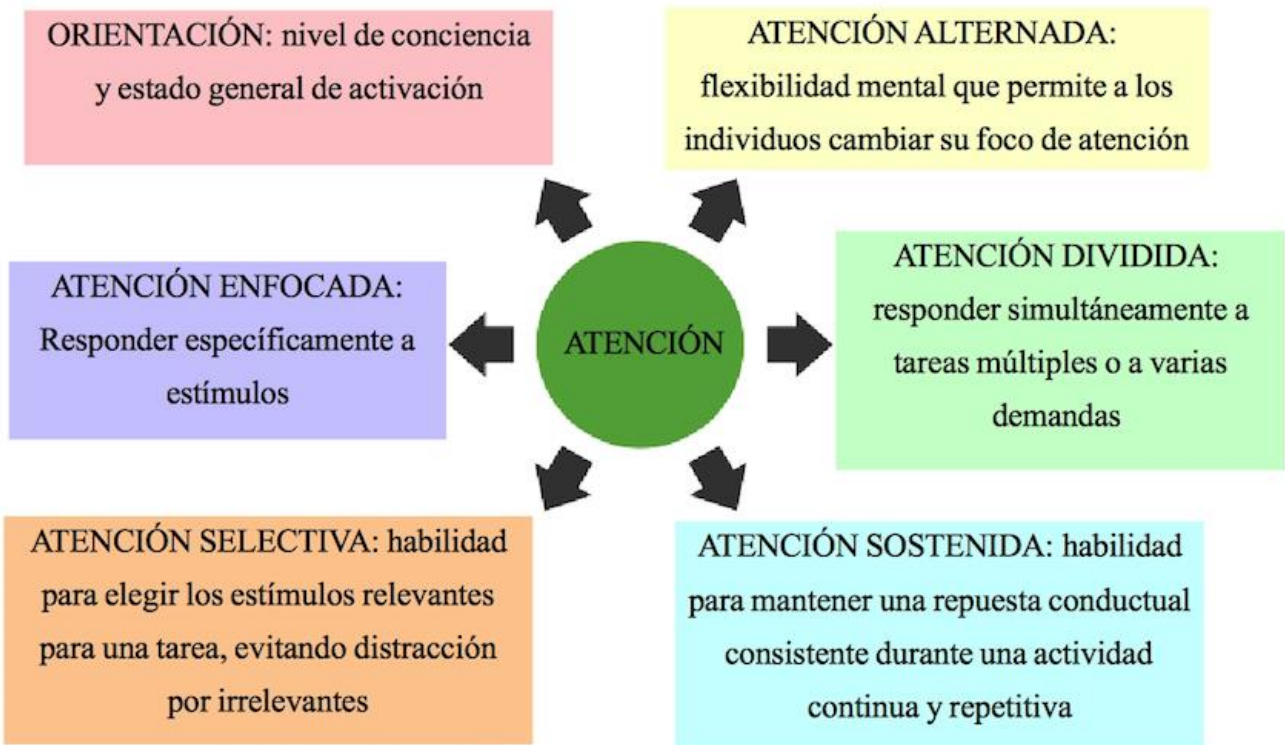 ORIENTACIÓN: nivel de conciencia
y estado general de activación
ATENCIÓN ALTERNADA:
flexibilidad mental que permite a los
individuos cambiar su foco de atención
ATENCIÓN ENFOCADA:
Responder específicamente a
estímulos
ATENCIÓN
ATENCIÓN DIVIDIDA:
responder simultáneamente a
tareas múltiples o a varias
demandas
ATENCIÓN SELECTIVA: habilidad
para elegir los estímulos relevantes
para una tarea, evitando distracción
por irrelevantes
ATENCIÓN SOSTENIDA: habilidad
para mantener una repuesta conductual
consistente durante una actividad
continua y repetitiva